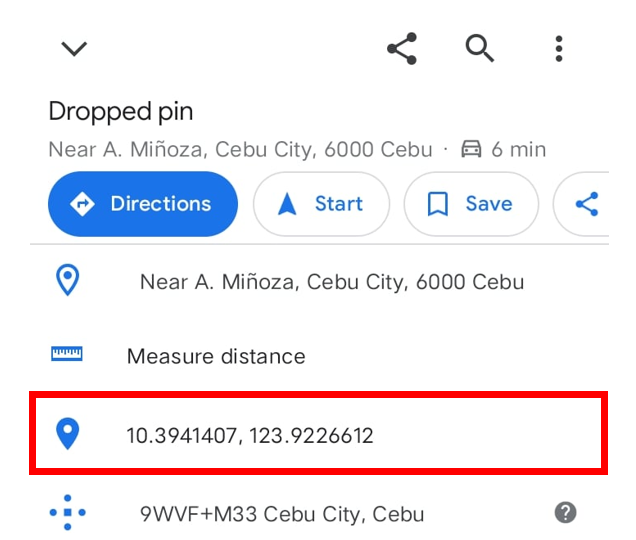 Dropped pin
Near A. Miñoza, Cebu City, 6000 Cebu · 6 min
Directions
Start
Save
Near A. Miñoza, Cebu City, 6000 Cebu
Measure distance
10.3941407, 123.9226612
9WVF+M33 Cebu City, Cebu